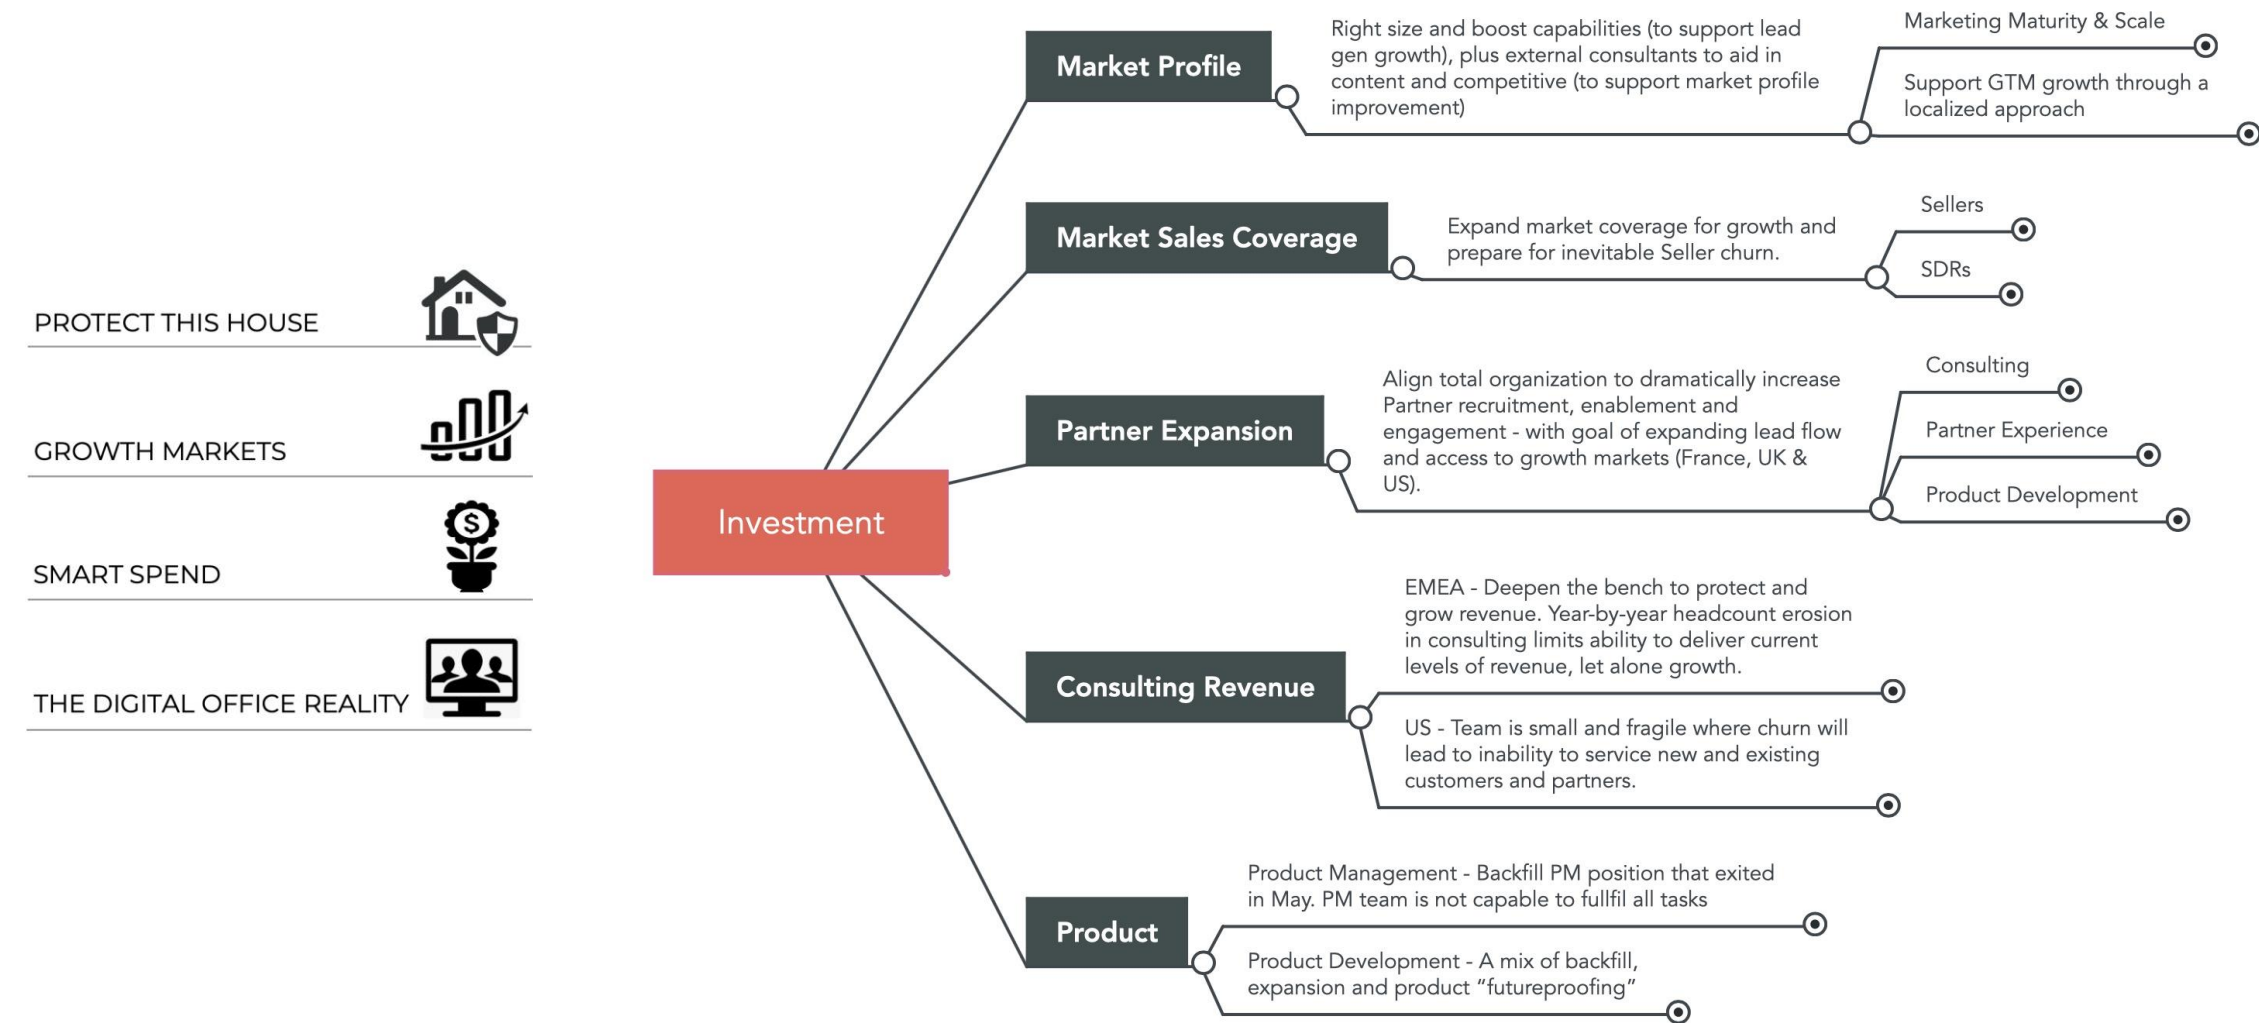 PROTECT THIS HOUSE
GROWTH MARKETS
$
SMART SPEND
THE DIGITAL OFFICE REALITY
Investment
Market Profile
Right size and boost capabilities (to support lead
gen growth), plus external consultants to aid in
content and competitive (to support market profile
improvement)
Marketing Maturity & Scale
Support GTM growth through a
localized approach
Market Sales Coverage
Expand market coverage for growth and
prepare for inevitable Seller churn.
Sellers
SDRs
Partner Expansion
Align total organization to dramatically increase
Partner recruitment, enablement and
engagement - with goal of expanding lead flow
and access to growth markets (France, UK &
US).
Consulting
Partner Experience
Product Development
Consulting Revenue
EMEA - Deepen the bench to protect and
grow revenue. Year-by-year headcount erosion
in consulting limits ability to deliver current
levels of revenue, let alone growth.
US - Team is small and fragile where churn will
lead to inability to service new and existing
customers and partners.
Product
Product Management - Backfill PM position that exited
in May. PM team is not capable to fullfil all tasks
Product Development - A mix of backfill,
expansion and product “futureproofing”